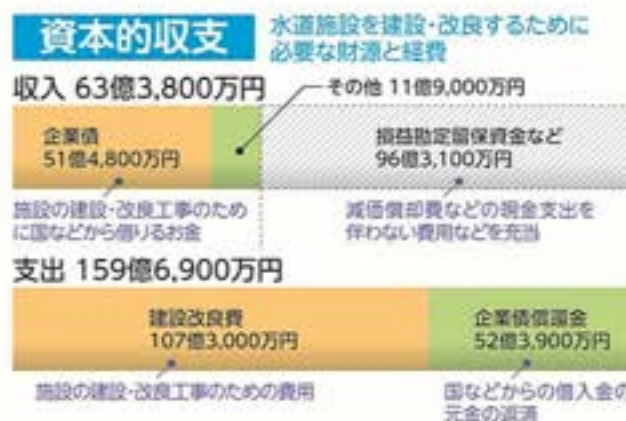 資本的収支
水道施設を建設・改良するために
必要な財源と経費
収入 63億3,800万円
その他 11億9,000万円
企業債
51億4,800万円
損益勘定留保資金など
96億3,100万円
施設の建設・改良工事のため
に国などから借りるお金
減価償却費などの現金支出を
伴わない費用などを充当
支出 159億6,900万円
建設改良費
107億3,000万円
企業債償還金
52億3,900万円
施設の建設・改良工事のための費用
国などからの借入金の
元金の返済